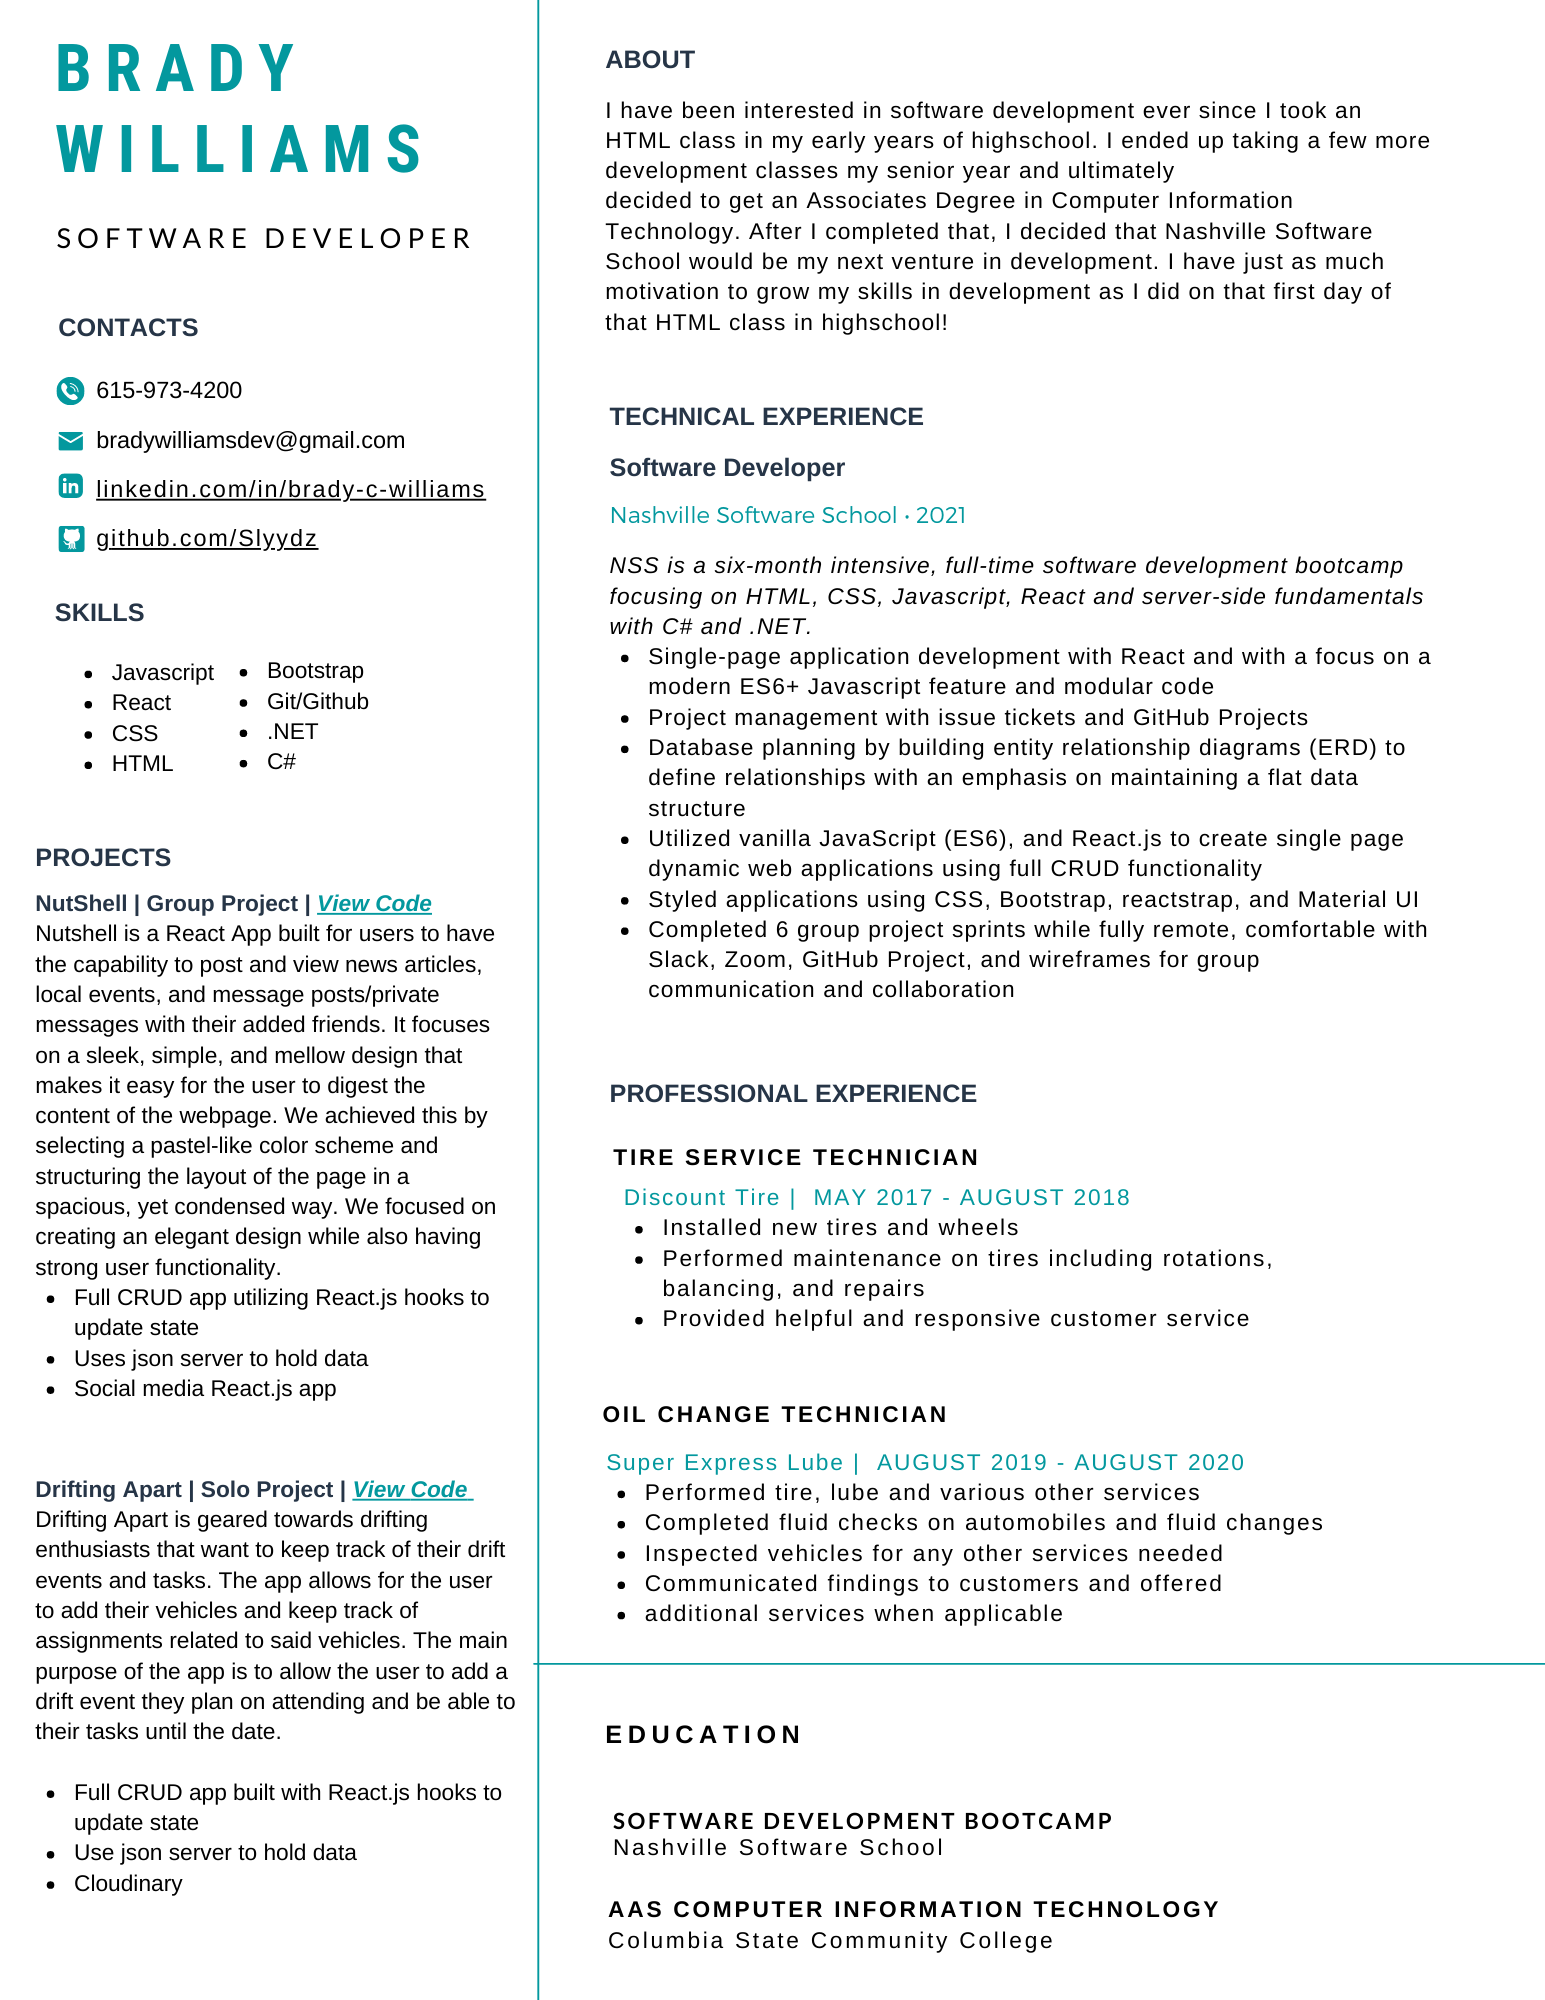 BRADY
WILLIAMS
SOFTWARE DEVELOPER
CONTACTS
615-973-4200
bradywilliamsdev@gmail.com
linkedin.com/in/brady-c-williams
github.com/Slyydz
SKILLS
Javascript
React
CSS
HTML
Bootstrap
Git/Github
.NET
C#
PROJECTS
NutShell | Group Project | View Code
Nutshell is a React App built for users to have
the capability to post and view news articles,
local events, and message posts/private
messages with their added friends. It focuses
on a sleek, simple, and mellow design that
makes it easy for the user to digest the
content of the webpage. We achieved this by
selecting a pastel-like color scheme and
structuring the layout of the page in a
spacious, yet condensed way. We focused on
creating an elegant design while also having
strong user functionality.
• Full CRUD app utilizing React.js hooks to
update state
• Uses json server to hold data
• Social media React.js app
Drifting Apart | Solo Project | View Code
Drifting Apart is geared towards drifting
enthusiasts that want to keep track of their drift
events and tasks. The app allows for the user
to add their vehicles and keep track of
assignments related to said vehicles. The main
purpose of the app is to allow the user to add a
drift event they plan on attending and be able to
their tasks until the date.
• Full CRUD app built with React.js hooks to
update state
• Use json server to hold data
• Cloudinary
ABOUT
I have been interested in software development ever since I took an
HTML class in my early years of highschool. I ended up taking a few more
development classes my senior year and ultimately
decided to get an Associates Degree in Computer Information
Technology. After I completed that, I decided that Nashville Software
School would be my next venture in development. I have just as much
motivation to grow my skills in development as I did on that first day of
that HTML class in highschool!
TECHNICAL EXPERIENCE
Software Developer
Nashville Software School • 2021
NSS is a six-month intensive, full-time software development bootcamp
focusing on HTML, CSS, Javascript, React and server-side fundamentals
with C# and .NET.
• Single-page application development with React and with a focus on a
modern ES6+ Javascript feature and modular code
• Project management with issue tickets and GitHub Projects
• Database planning by building entity relationship diagrams (ERD) to
define relationships with an emphasis on maintaining a flat data
structure
• Utilized vanilla JavaScript (ES6), and React.js to create single page
dynamic web applications using full CRUD functionality
• Styled applications using CSS, Bootstrap, reactstrap, and Material UI
• Completed 6 group project sprints while fully remote, comfortable with
Slack, Zoom, GitHub Project, and wireframes for group
communication and collaboration
PROFESSIONAL EXPERIENCE
TIRE SERVICE TECHNICIAN
Discount Tire | MAY 2017 - AUGUST 2018
• Installed new tires and wheels
• Performed maintenance on tires including rotations,
balancing, and repairs
• Provided helpful and responsive customer service
OIL CHANGE TECHNICIAN
Super Express Lube | AUGUST 2019 - AUGUST 2020
• Performed tire, lube and various other services
• Completed fluid checks on automobiles and fluid changes
• Inspected vehicles for any other services needed
• Communicated findings to customers and offered
• additional services when applicable
EDUCATION
SOFTWARE DEVELOPMENT BOOTCAMP
Nashville Software School
AAS COMPUTER INFORMATION TECHNOLOGY
Columbia State Community College